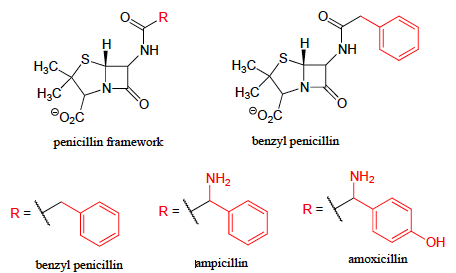 R
O
NH
H
S
H₃C
H₃C
N
O
⊖O₂C
penicillin framework
O
NH
H
S
H₃C
H₃C
N
O
⊖O₂C
benzyl penicillin
R =
benzyl penicillin
NH₂
R =
ampicillin
NH₂
R =
OH
amoxicillin